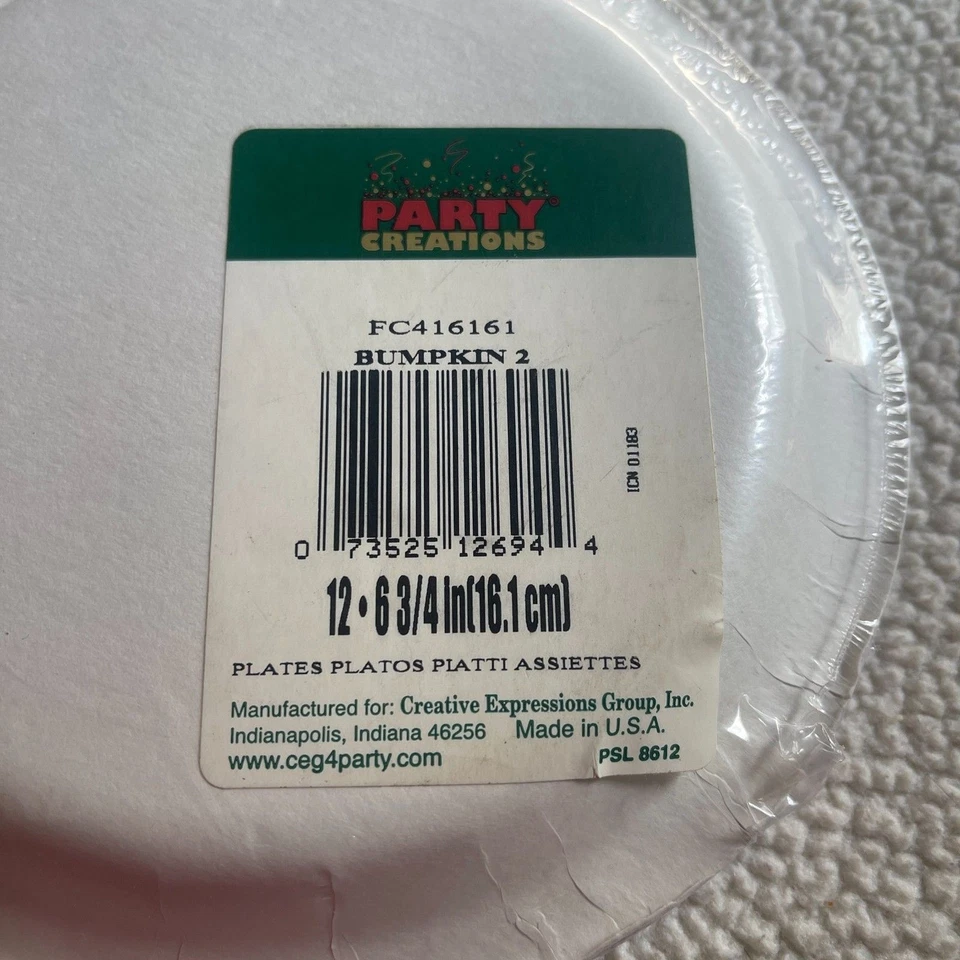 PARTY®
CREATIONS
FC416161
BUMPKIN 2
ICN 01183
0 73525 12694 4
12 • 6 3/4 In(16.1 cm)
PLATES PLATOS PIATTI ASSIETTES
Manufactured for: Creative Expressions Group, Inc.
Indianapolis, Indiana 46256 Made in U.S.A.
www.ceg4party.com PSL 8612